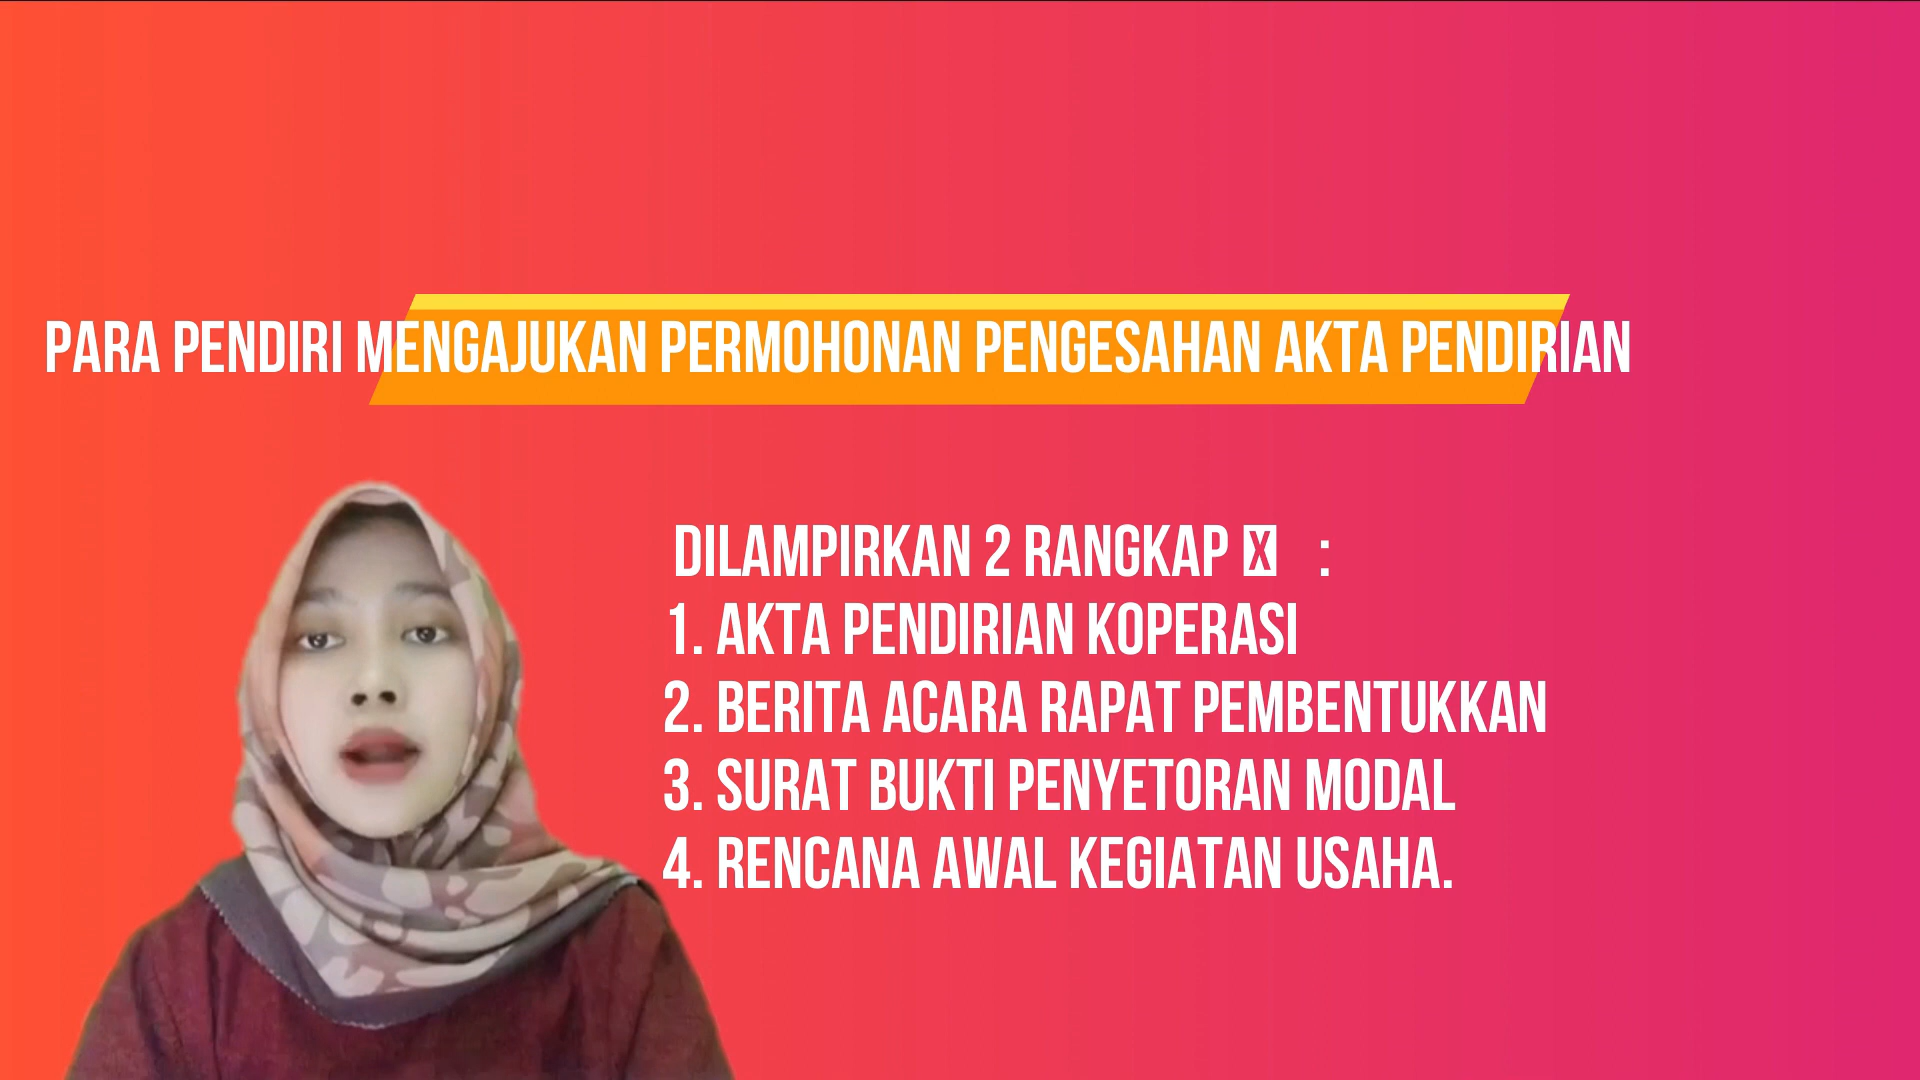 PARA PENDIRI MENGAJUKAN PERMOHONAN PENGESAHAN AKTA PENDIRIAN
DILAMPIRKAN 2 RANGKAP :
1. AKTA PENDIRIAN KOPERASI
2. BERITA ACARA RAPAT PEMBENTUKKAN
3. SURAT BUKTI PENYETORAN MODAL
4. RENCANA AWAL KEGIATAN USAHA.